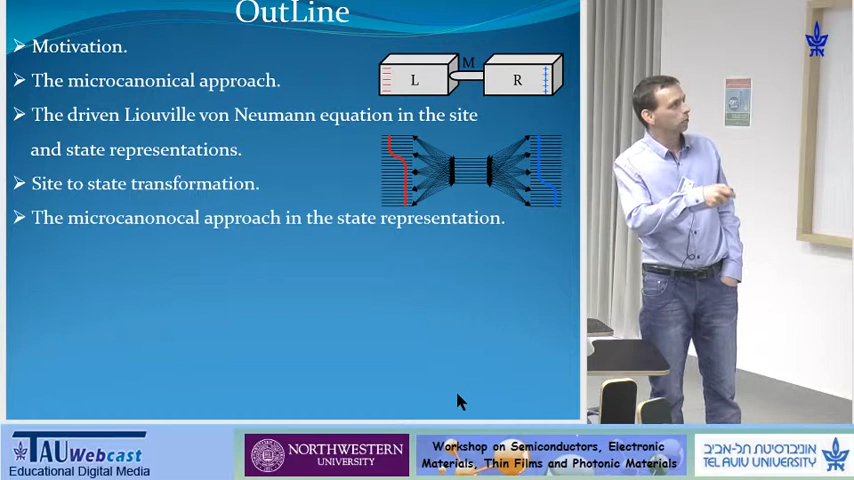 OutLine
Motivation.
The microcanonical approach.
The driven Liouville von Neumann equation in the site
and state representations.
Site to state transformation.
The microcanonocal approach in the state representation.
L
M
R
TAU Webcast
Educational Digital Media
NORTHWESTERN
UNIVERSITY
Workshop on Semiconductors, Electronic
Materials, Thin Films and Photonic Materials
אוניברסיטת תל-אביב
TEL AVIV UNIVERSITY